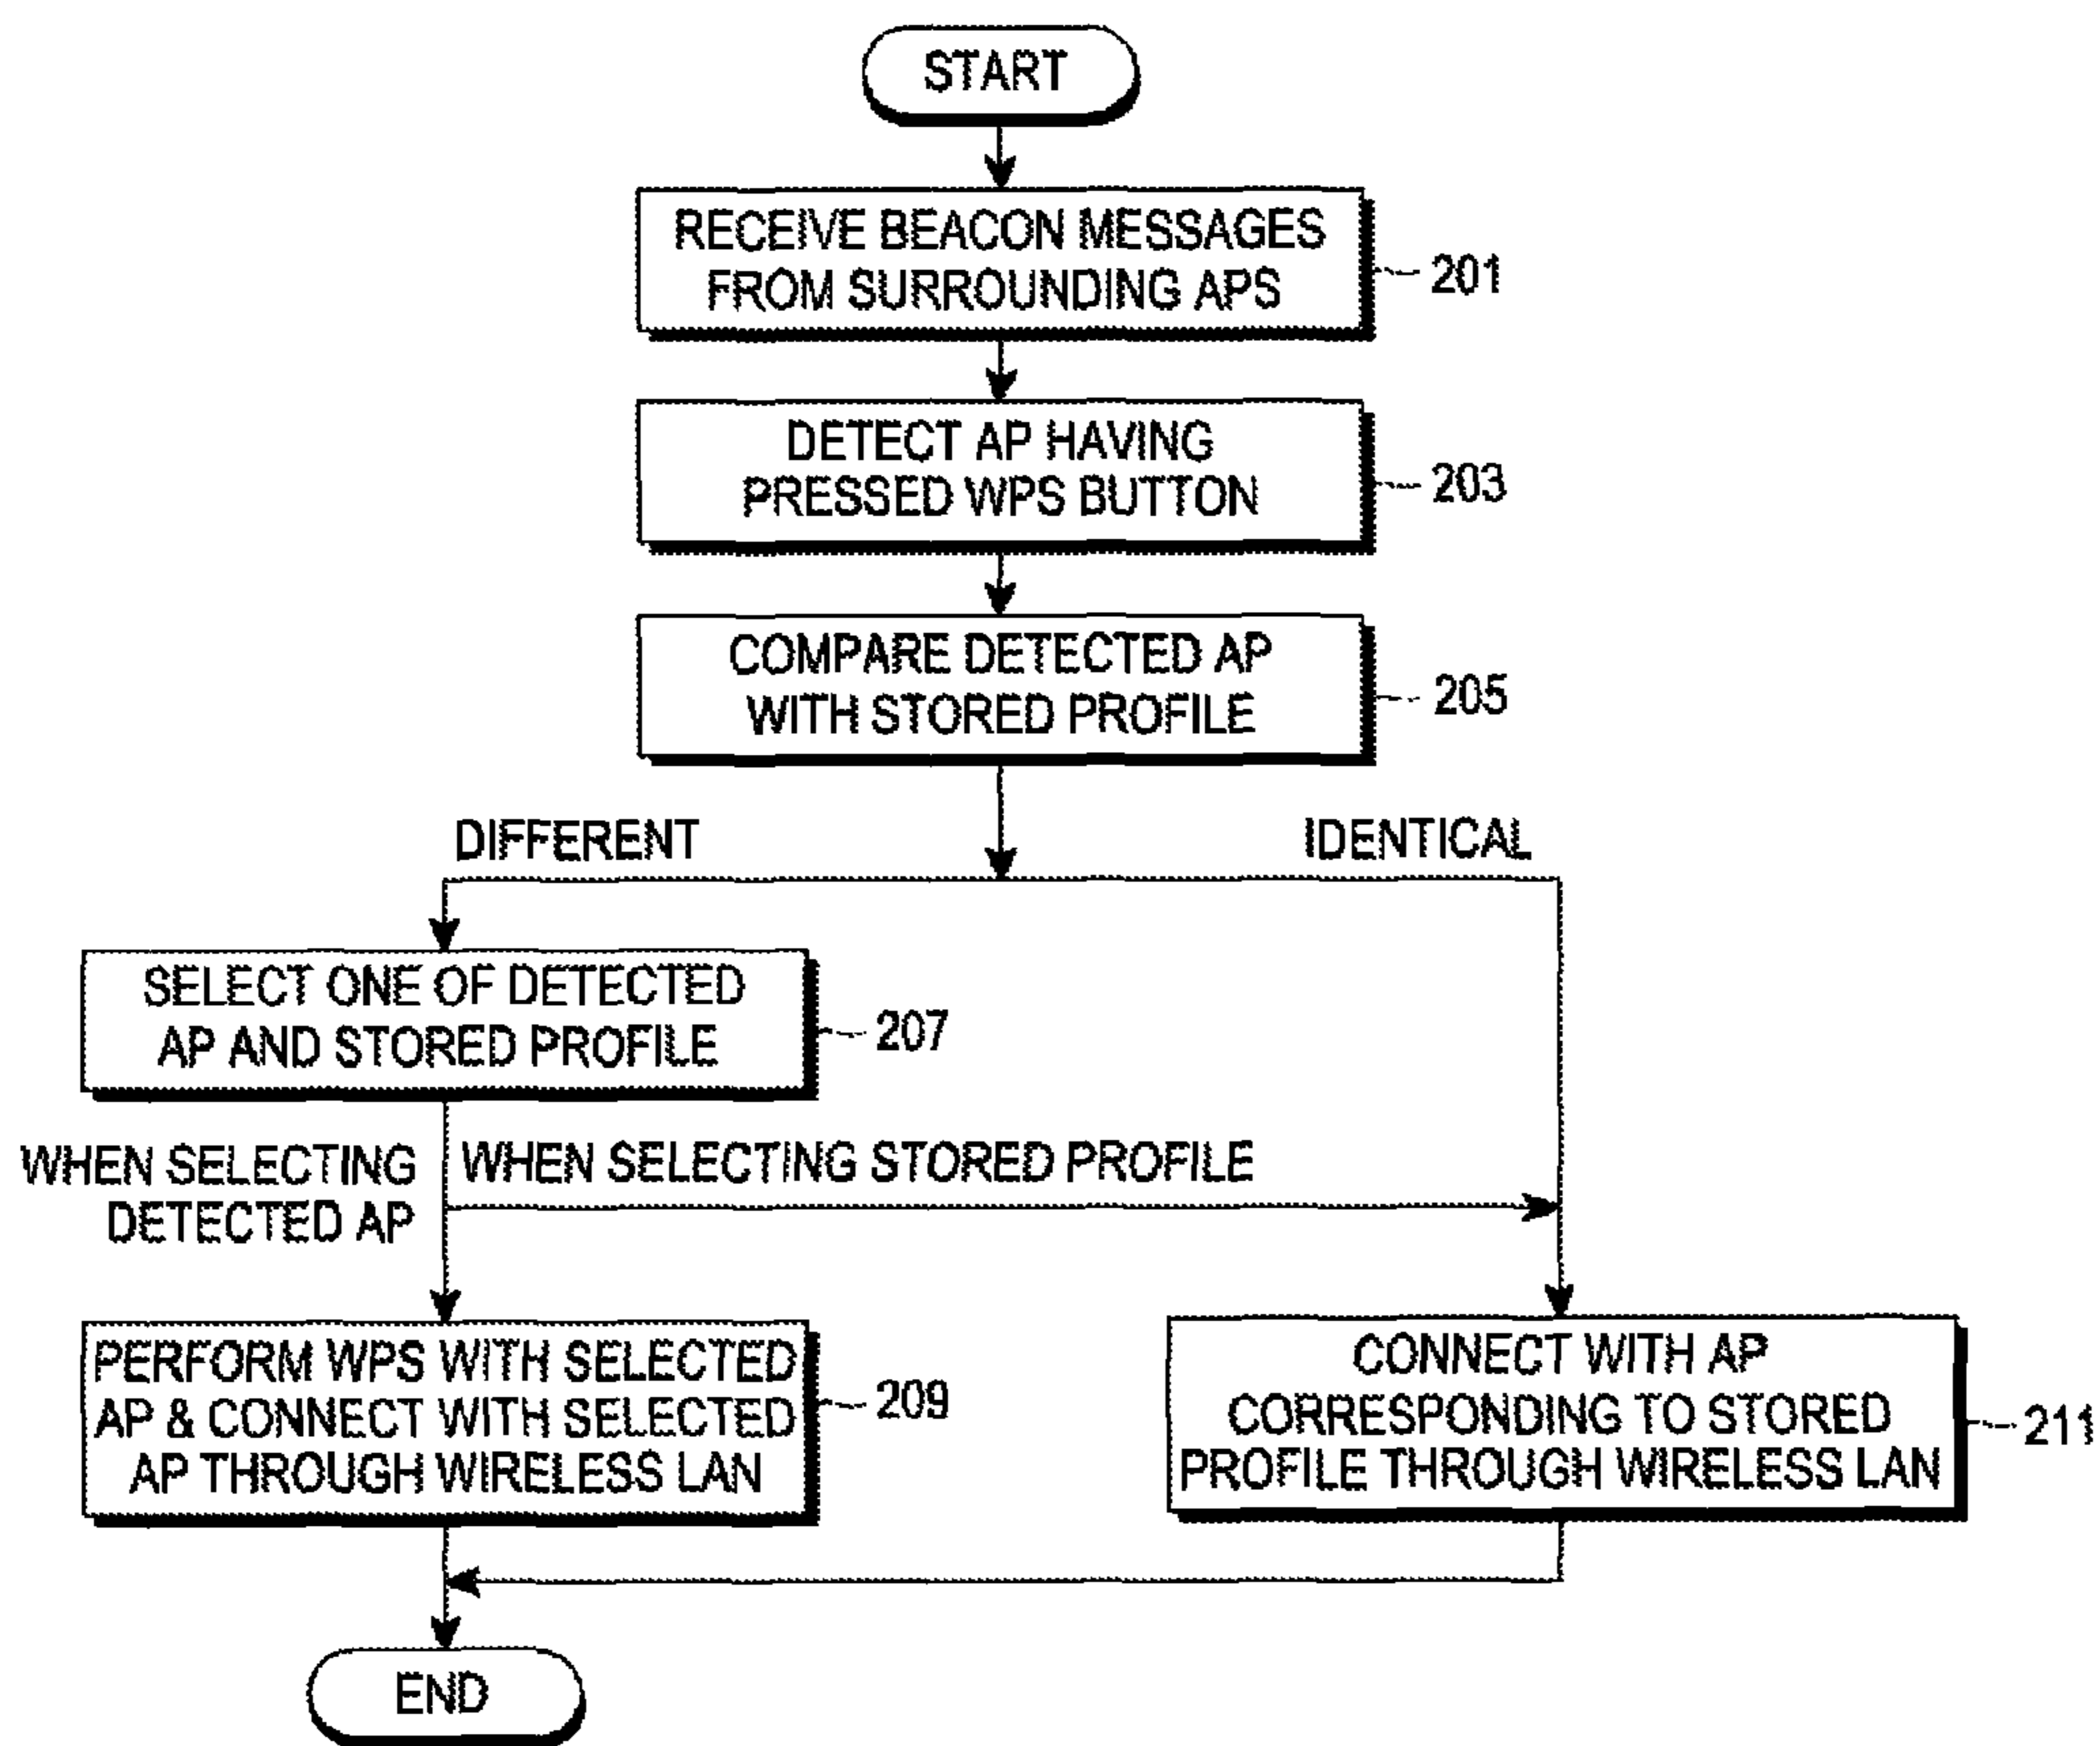 START
RECEIVE BEACON MESSAGES
FROM SURROUNDING APS
201
DETECT AP HAVING
PRESSED WPS BUTTON
203
COMPARE DETECTED AP
WITH STORED PROFILE
205
DIFFERENT
IDENTICAL
SELECT ONE OF DETECTED
AP AND STORED PROFILE
207
WHEN SELECTING
DETECTED AP
WHEN SELECTING STORED PROFILE
PERFORM WPS WITH SELECTED
AP & CONNECT WITH SELECTED
AP THROUGH WIRELESS LAN
209
CONNECT WITH AP
CORRESPONDING TO STORED
PROFILE THROUGH WIRELESS LAN
211
END